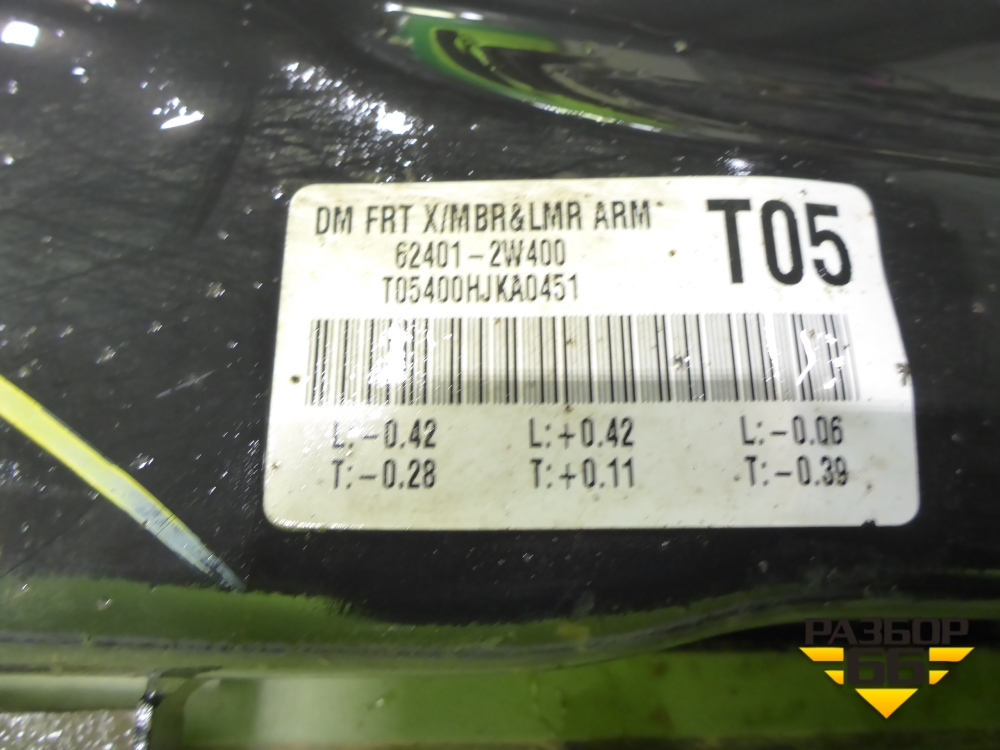 DM FRT X/MBR&LMR ARM
T05
62401-2W400
T05400HJKA0451
L:-0.42 L:+0.42 L:-0.06
T:-0.28 T:+0.11 T:-0.39
РАЗБОР
66